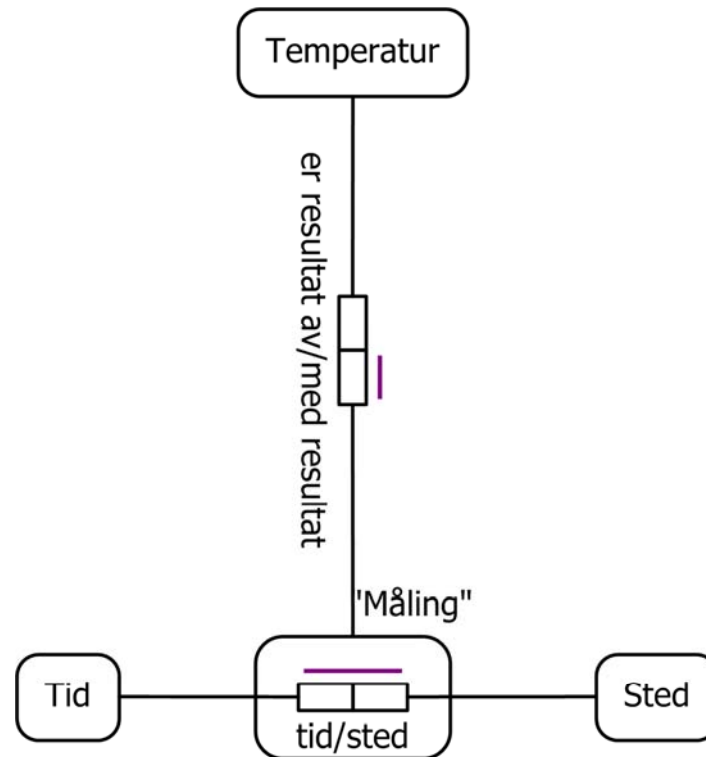 Temperatur
er resultat av/med resultat
"Måling"
Tid
tid/sted
Sted